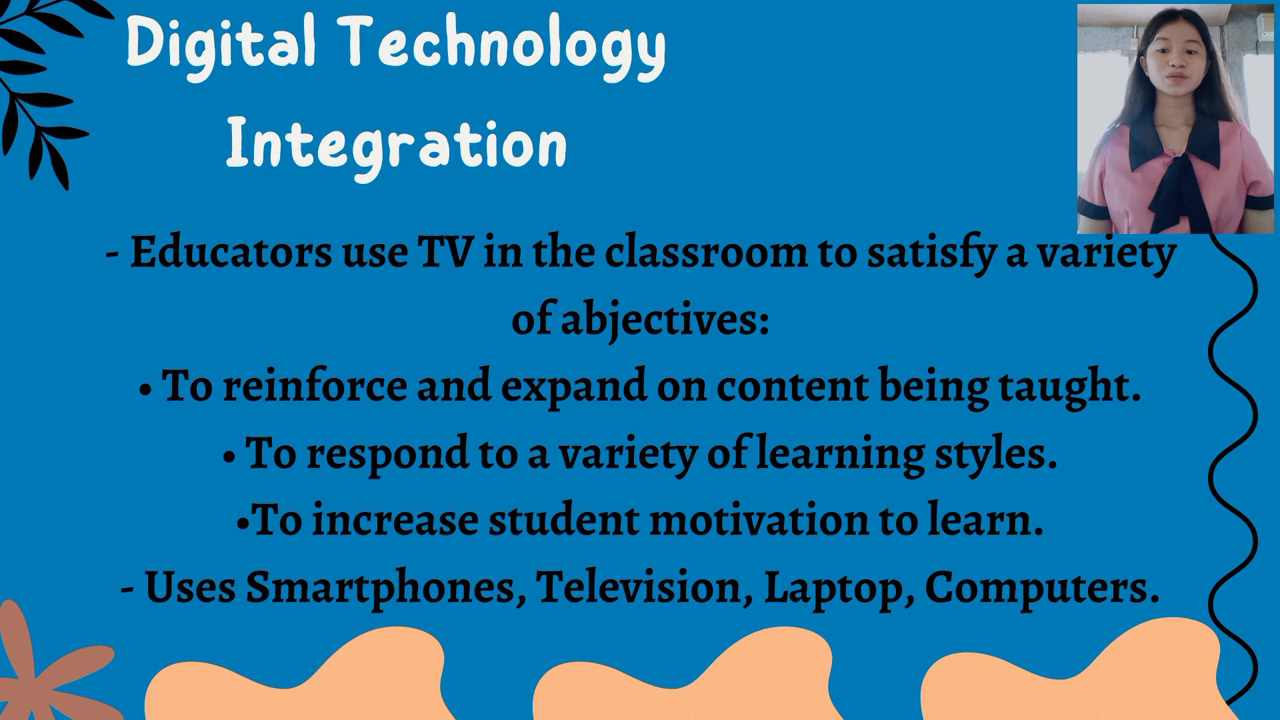 Digital Technology
Integration
- Educators use TV in the classroom to satisfy a variety
of abjectives:
• To reinforce and expand on content being taught.
• To respond to a variety of learning styles.
•To increase student motivation to learn.
- Uses Smartphones, Television, Laptop, Computers.